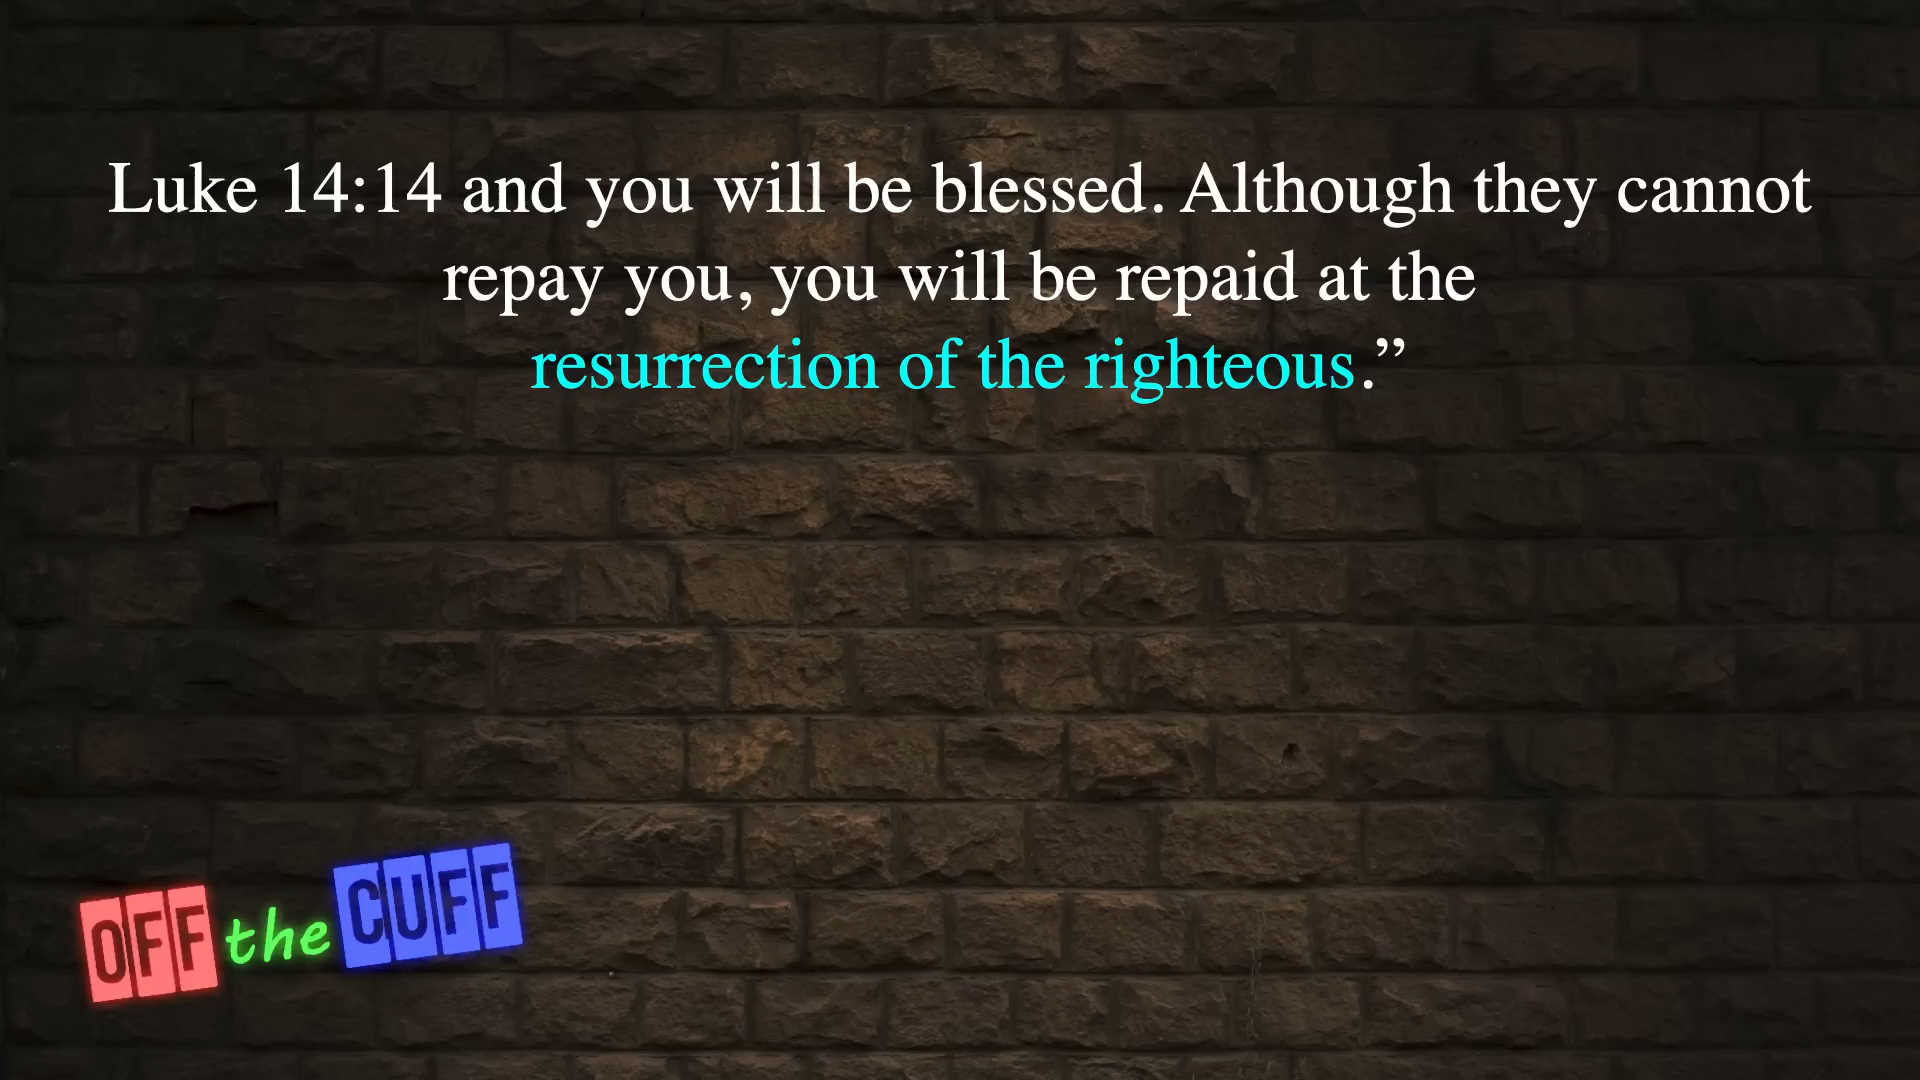 Luke 14:14 and you will be blessed. Although they cannot
repay you, you will be repaid at the
resurrection of the righteous.”
OFF the CUFF